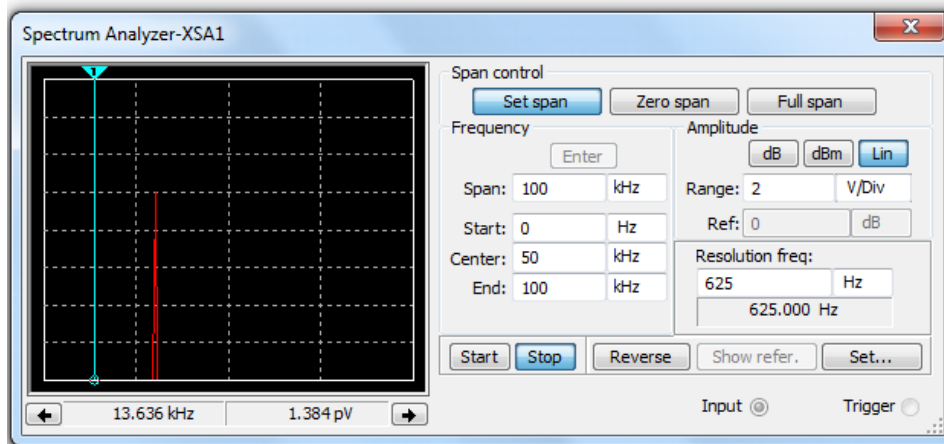 Spectrum Analyzer-XSA1
1
Span control
Set span Zero span Full span
Frequency
Enter
Span: 100 kHz
Start: 0 Hz
Center: 50 kHz
End: 100 kHz
Amplitude
dB dBm Lin
Range: 2 V/Div
Ref: 0 dB
Resolution freq:
625 Hz
625.000 Hz
Start Stop Reverse Show refer. Set...
13.636 kHz 1.384 pV
Input Trigger